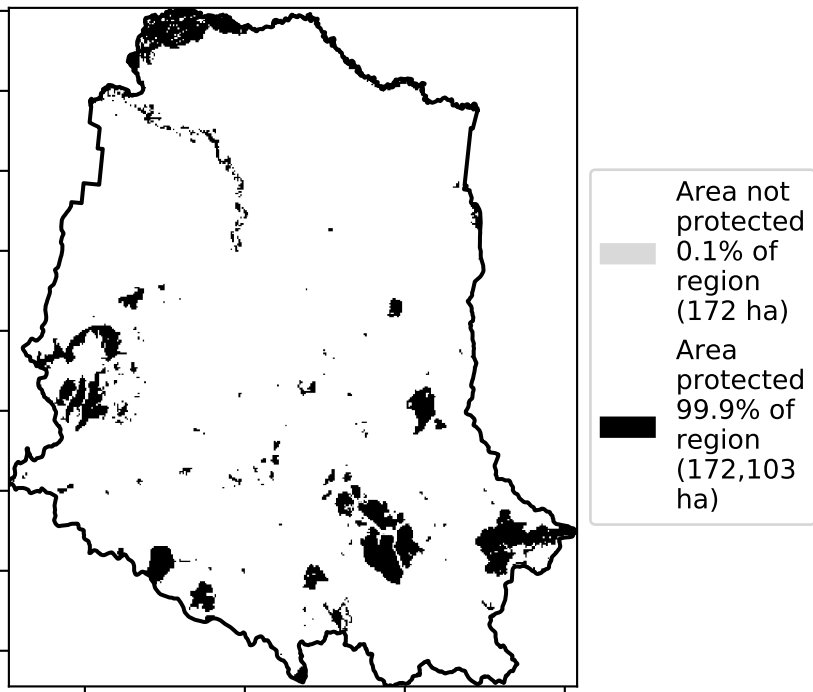 Area not
protected
0.1% of
region
(172 ha)
Area
protected
99.9% of
region
(172,103
ha)